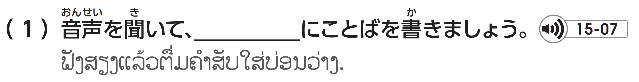 (1) 音声を聞いて、＿＿＿＿にことばを書きましょう。 15-07
ຟັງສຽງແລ້ວຕື່ມຄຳສັບໃສ່ບ່ອນວ່າງ.